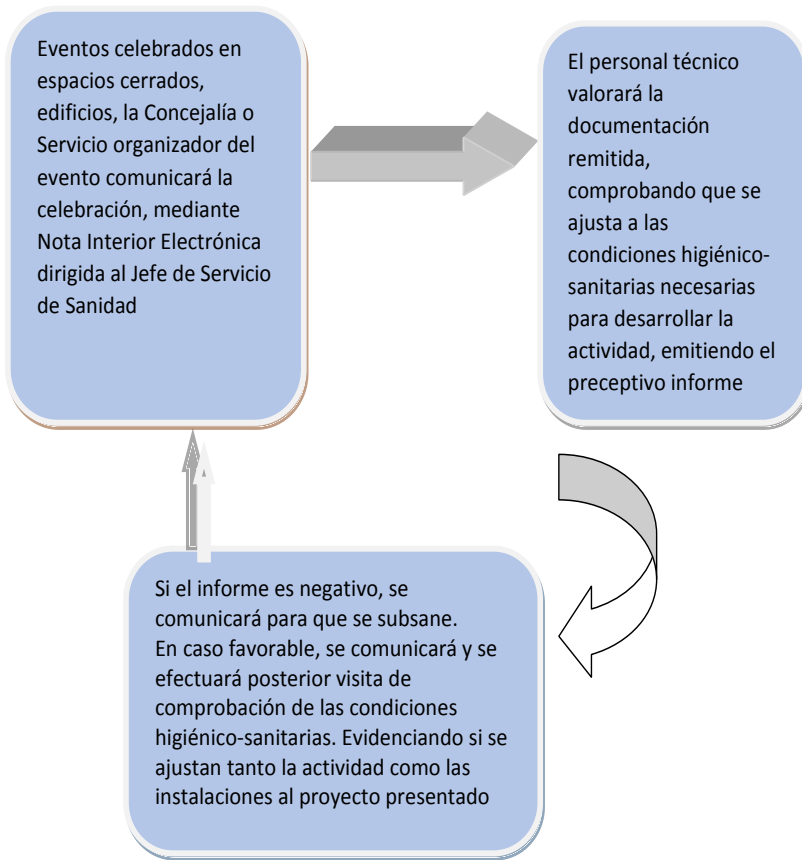 Eventos celebrados en
espacios cerrados,
edificios, la Concejalía o
Servicio organizador del
evento comunicará la
celebración, mediante
Nota Interior Electrónica
dirigida al Jefe de Servicio
de Sanidad
El personal técnico
valorará la
documentación
remitida,
comprobando que se
ajusta a las
condiciones higiénico-
sanitarias necesarias
para desarrollar la
actividad, emitiendo el
preceptivo informe
Si el informe es negativo, se
comunicará para que se subsane.
En caso favorable, se comunicará y se
efectuará posterior visita de
comprobación de las condiciones
higiénico-sanitarias. Evidenciando si se
ajustan tanto la actividad como las
instalaciones al proyecto presentado